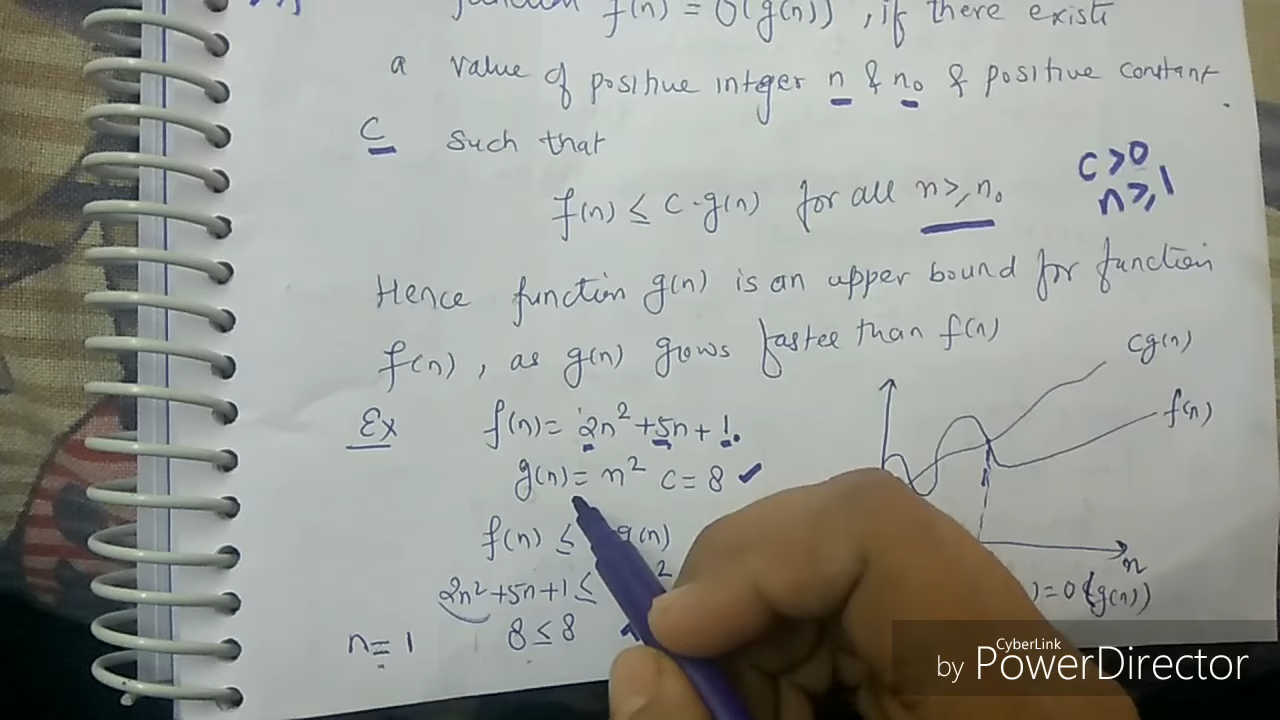 function f(n) = O(g(n)) , if there exists
a value of positive integer n & n₀ & positive constant
c such that
f(n) ≤ c·g(n) for all n ≥ n₀
c > 0
n ≥ 1
Hence function g(n) is an upper bound for function
f(n), as g(n) grows faster than f(n)
Ex f(n) = 2n² + 5n + 1.
g(n) = n² c = 8 ✓
f(n) ≤ g(n)
2n² + 5n + 1 ≤ ²
n = 1 8 ≤ 8
cg(n)
f(n)
n
) = O(g(n))
CyberLink
by PowerDirector